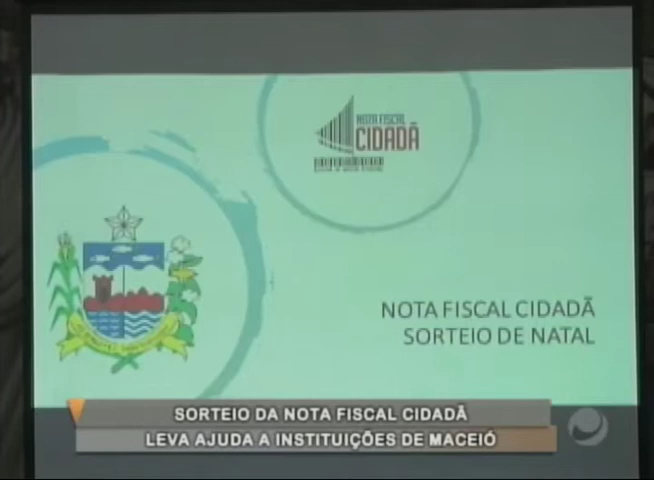 NOTA FISCAL
CIDADÃ
NOTA FISCAL CIDADÃ
SORTEIO DE NATAL
SORTEIO DA NOTA FISCAL CIDADÃ
LEVA AJUDA A INSTITUIÇÕES DE MACEIÓ